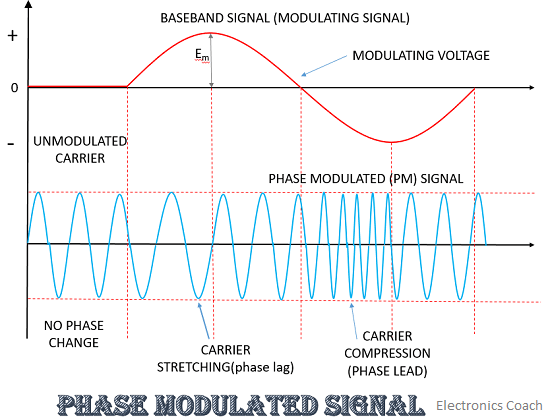 BASEBAND SIGNAL (MODULATING SIGNAL)
+
Em
MODULATING VOLTAGE
0
-
UNMODULATED
CARRIER
PHASE MODULATED (PM) SIGNAL
NO PHASE
CHANGE
CARRIER
STRETCHING(phase lag)
CARRIER
COMPRESSION
(PHASE LEAD)
PHASE MODULATED SIGNAL
Electronics Coach